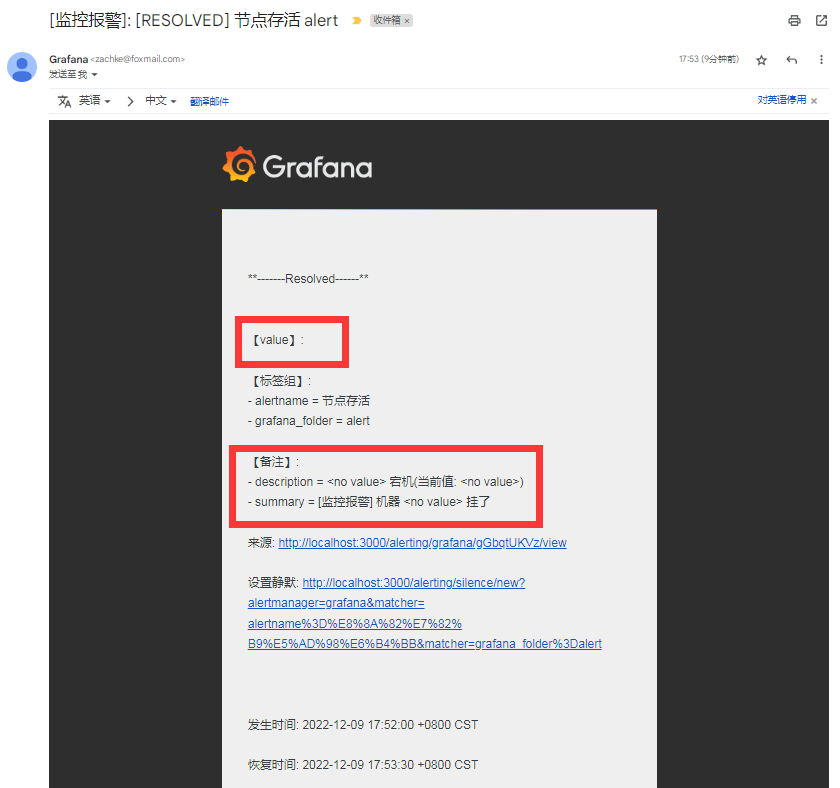 [监控报警]: [RESOLVED] 节点存活 alert 收件箱 ×
Grafana <zachke@foxmail.com> 17:53 (9分钟前)
发送至 我
英语 中文 翻译邮件 对英语停用 ×
Grafana
**-------Resolved------**
【value】:
【标签组】:
- alertname = 节点存活
- grafana_folder = alert
【备注】:
- description = <no value> 宕机(当前值: <no value>)
- summary = [监控报警] 机器 <no value> 挂了
来源: http://localhost:3000/alerting/grafana/gGbqtUKVz/view
设置静默: http://localhost:3000/alerting/silence/new?
alertmanager=grafana&matcher=
alertname%3D%E8%8A%82%E7%82%
B9%E5%AD%98%E6%B4%BB&matcher=grafana_folder%3Dalert
发生时间: 2022-12-09 17:52:00 +0800 CST
恢复时间: 2022-12-09 17:53:30 +0800 CST